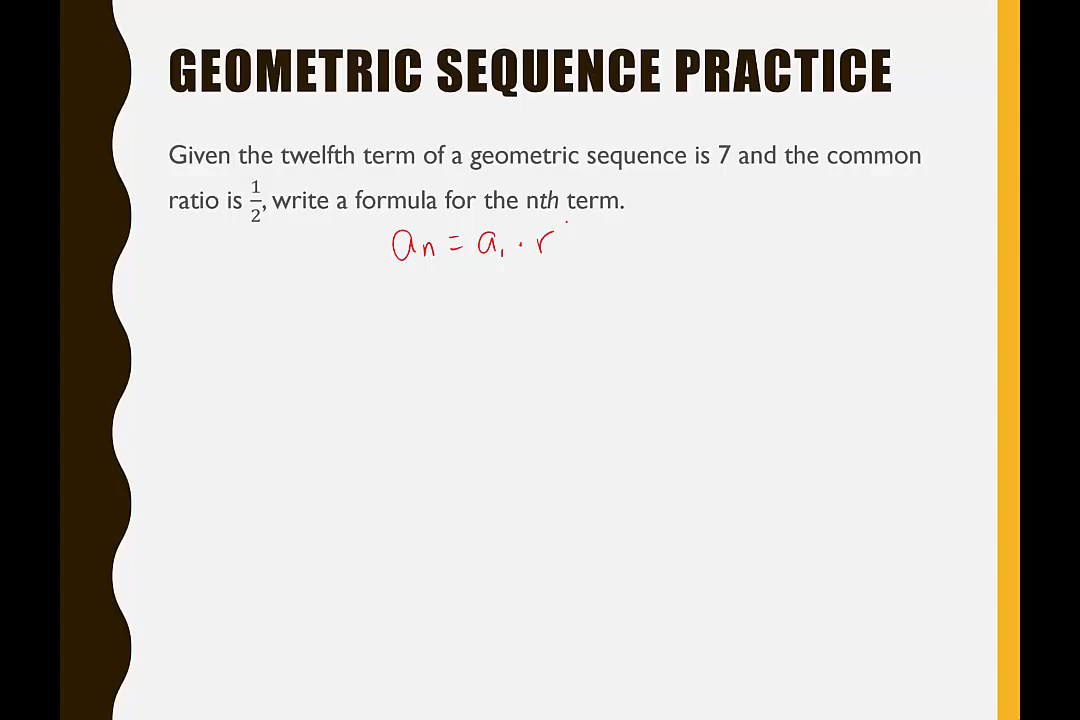 GEOMETRIC SEQUENCE PRACTICE
Given the twelfth term of a geometric sequence is 7 and the common
ratio is 1/2, write a formula for the nth term.
aₙ = a₁ · r